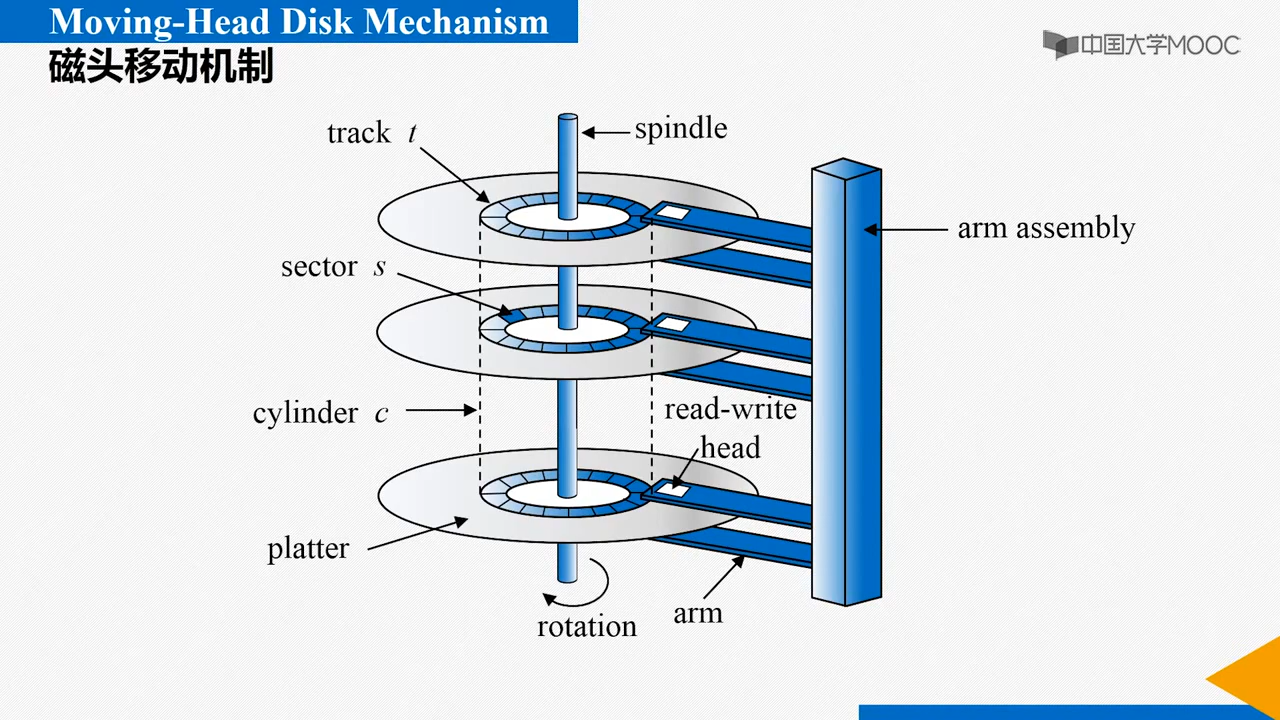 Moving-Head Disk Mechanism
磁头移动机制
中国大学MOOC
track t
spindle
arm assembly
sector s
cylinder c
read-write
head
platter
arm
rotation